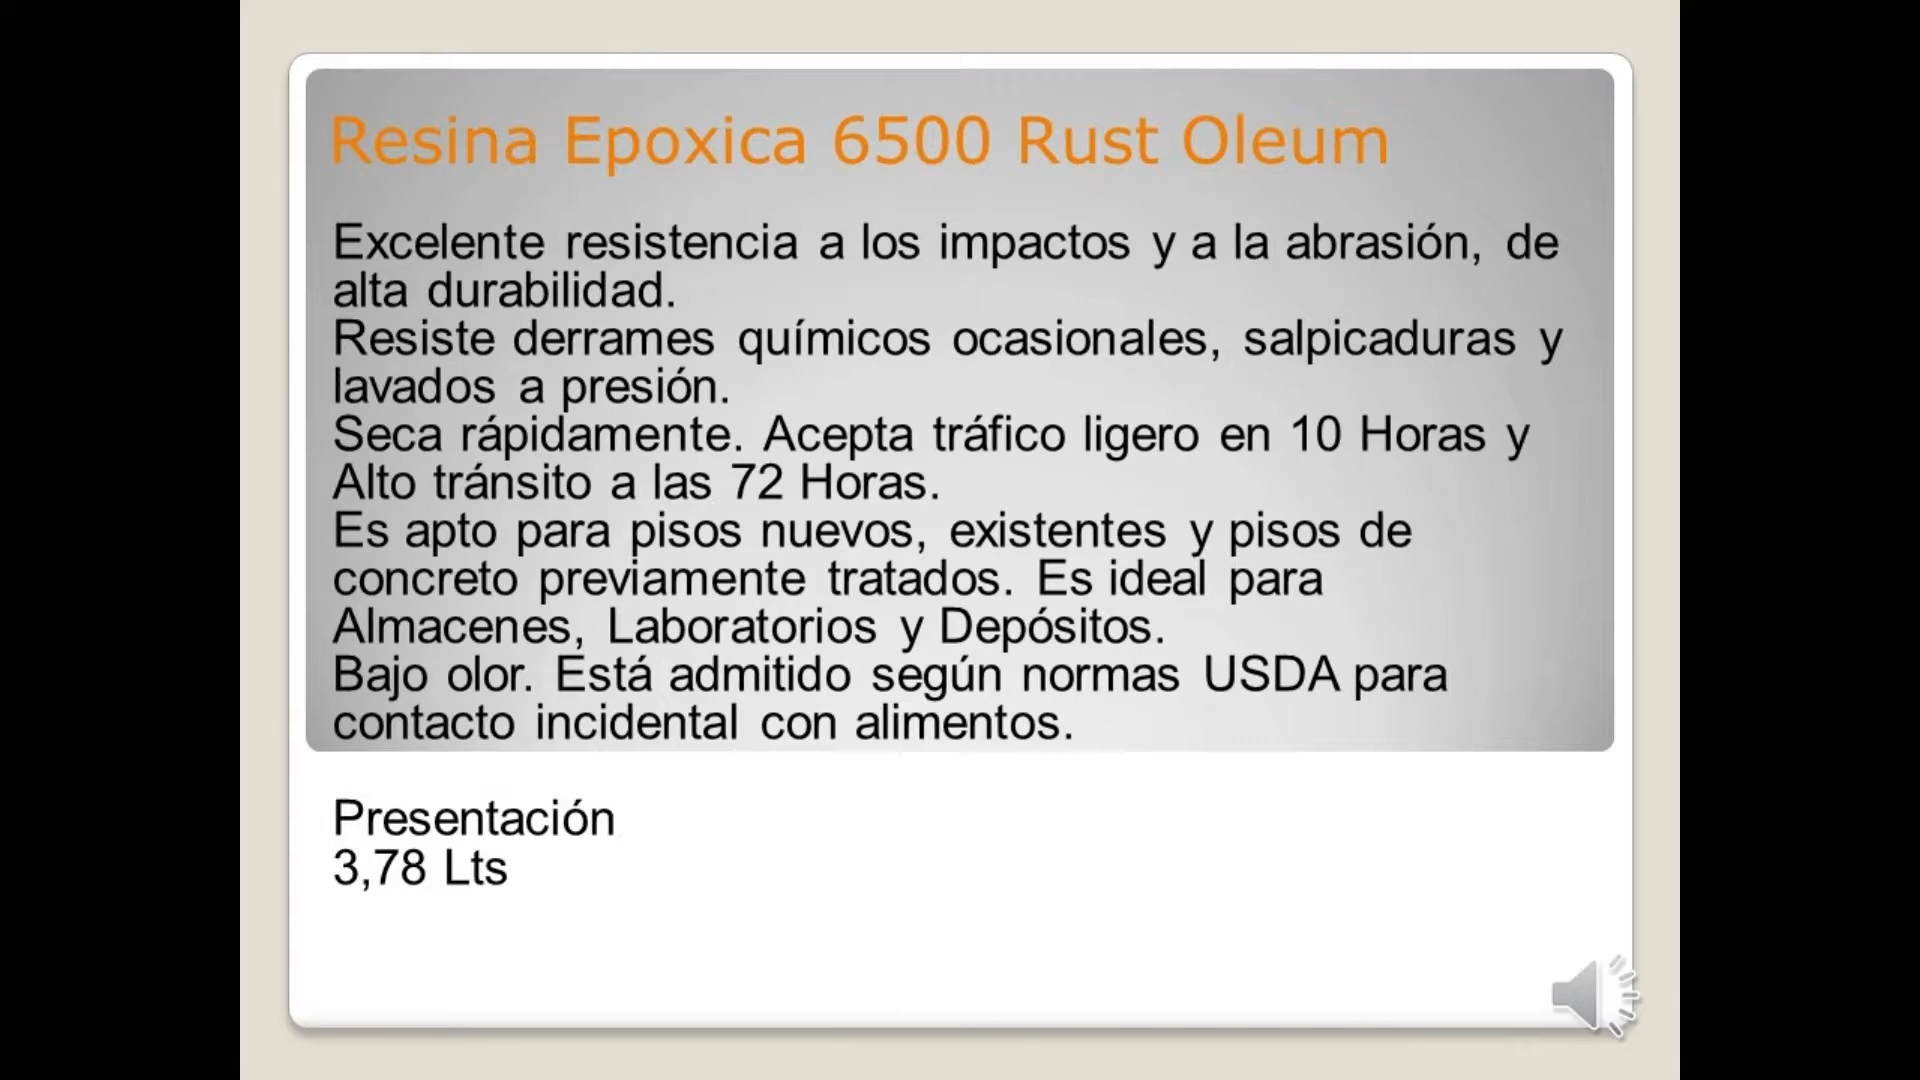 Resina Epoxica 6500 Rust Oleum
Excelente resistencia a los impactos y a la abrasión, de
alta durabilidad.
Resiste derrames químicos ocasionales, salpicaduras y
lavados a presión.
Seca rápidamente. Acepta tráfico ligero en 10 Horas y
Alto tránsito a las 72 Horas.
Es apto para pisos nuevos, existentes y pisos de
concreto previamente tratados. Es ideal para
Almacenes, Laboratorios y Depósitos.
Bajo olor. Está admitido según normas USDA para
contacto incidental con alimentos.
Presentación
3,78 Lts